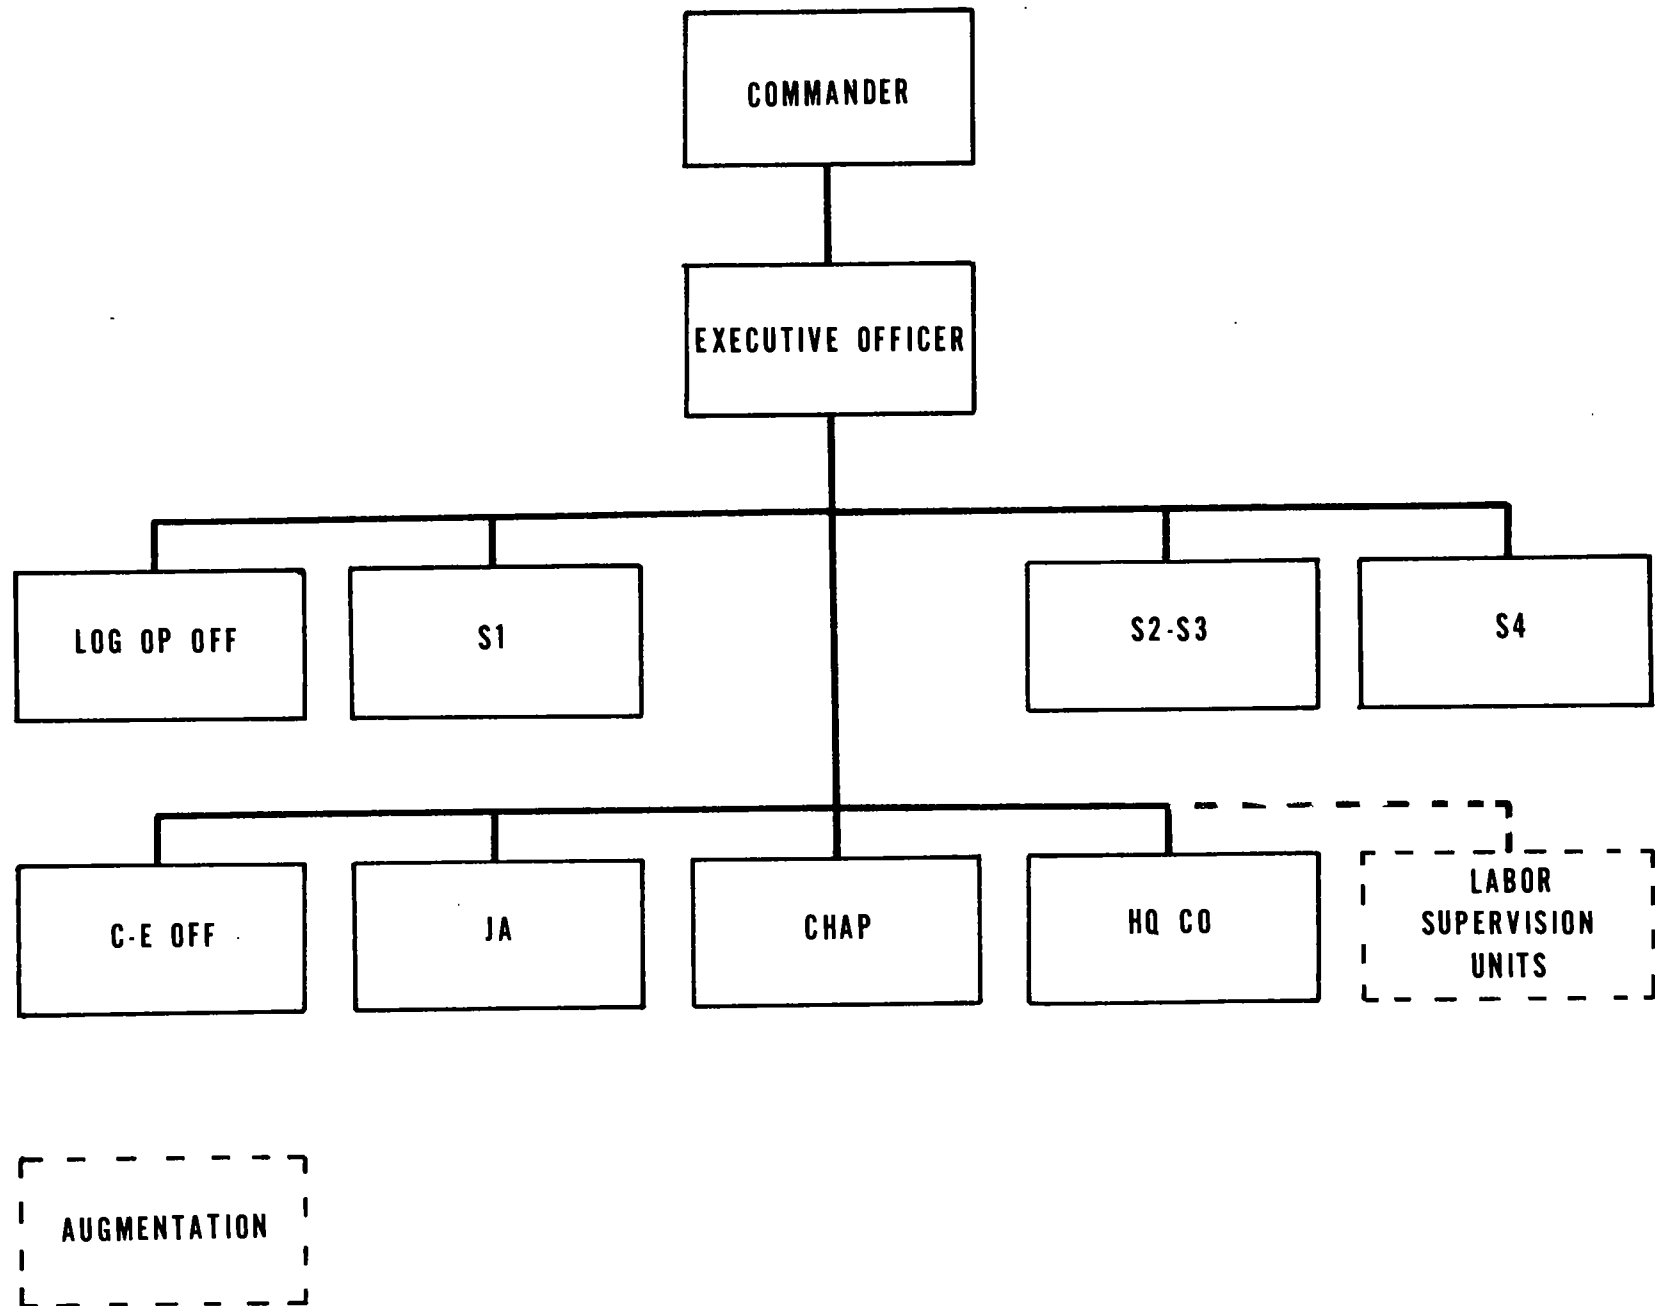 COMMANDER
EXECUTIVE OFFICER
LOG OP OFF
S1
S2-S3
S4
C-E OFF
JA
CHAP
HQ CO
LABOR
SUPERVISION
UNITS
AUGMENTATION